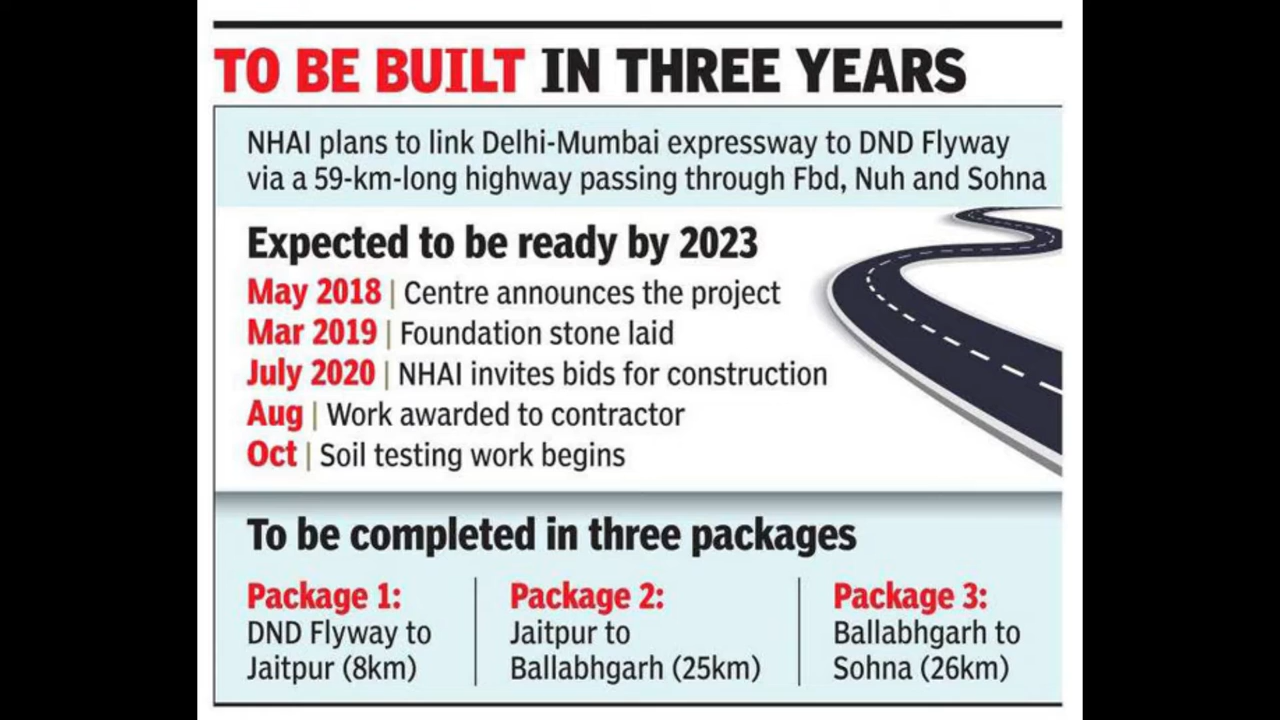 TO BE BUILT IN THREE YEARS
NHAI plans to link Delhi-Mumbai expressway to DND Flyway
via a 59-km-long highway passing through Fbd, Nuh and Sohna
Expected to be ready by 2023
May 2018 | Centre announces the project
Mar 2019 | Foundation stone laid
July 2020 | NHAI invites bids for construction
Aug | Work awarded to contractor
Oct | Soil testing work begins
To be completed in three packages
Package 1:
DND Flyway to
Jaitpur (8km)
Package 2:
Jaitpur to
Ballabhgarh (25km)
Package 3:
Ballabhgarh to
Sohna (26km)